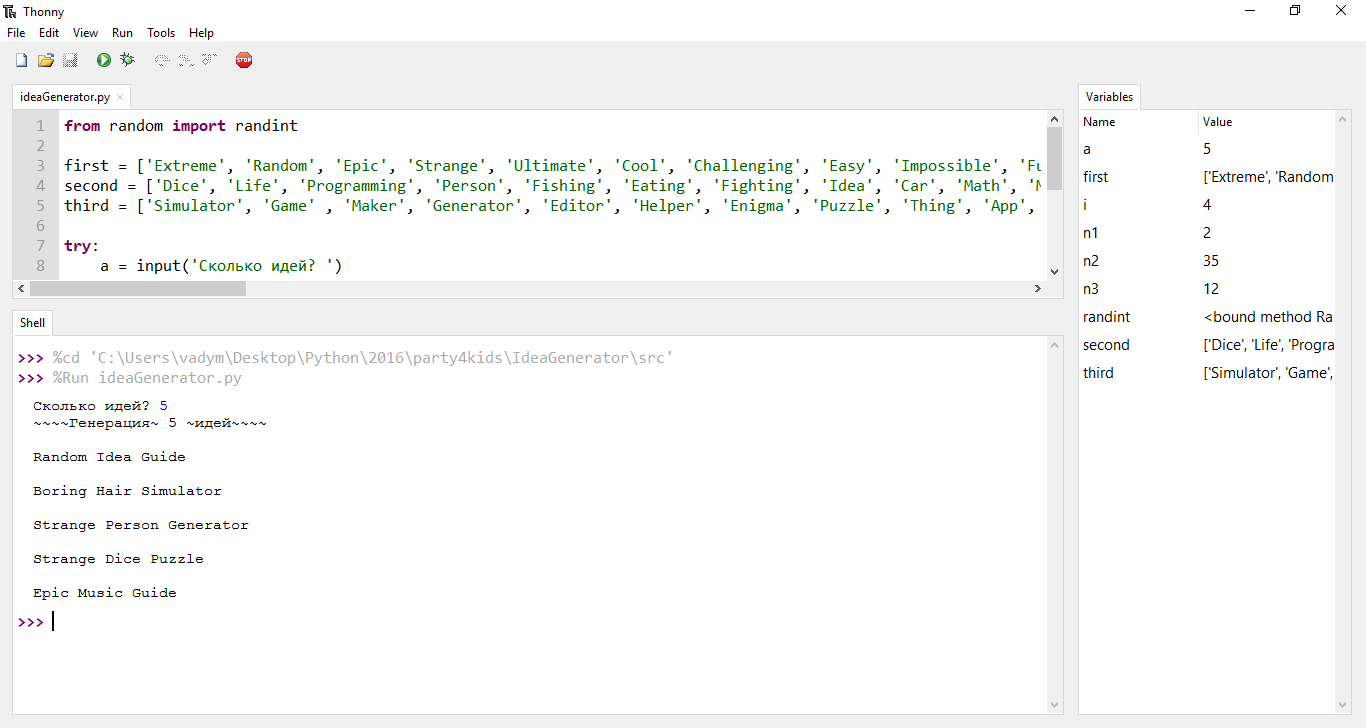 Thonny
File Edit View Run Tools Help
STOP
ideaGenerator.py
1 from random import randint
2
3 first = ['Extreme', 'Random', 'Epic', 'Strange', 'Ultimate', 'Cool', 'Challenging', 'Easy', 'Impossible', 'Fu
4 second = ['Dice', 'Life', 'Programming', 'Person', 'Fishing', 'Eating', 'Fighting', 'Idea', 'Car', 'Math', '
5 third = ['Simulator', 'Game' , 'Maker', 'Generator', 'Editor', 'Helper', 'Enigma', 'Puzzle', 'Thing', 'App',
6
7 try:
8 a = input('Сколько идей? ')
Shell
>>> %cd 'C:\Users\vadym\Desktop\Python\2016\party4kids\IdeaGenerator\src'
>>> %Run ideaGenerator.py
Сколько идей? 5
~~~~Генерация~ 5 ~идей~~~~
Random Idea Guide
Boring Hair Simulator
Strange Person Generator
Strange Dice Puzzle
Epic Music Guide
>>>
Variables
Name Value
a 5
first ['Extreme', 'Random
i 4
n1 2
n2 35
n3 12
randint <bound method Ra
second ['Dice', 'Life', 'Progra
third ['Simulator', 'Game',